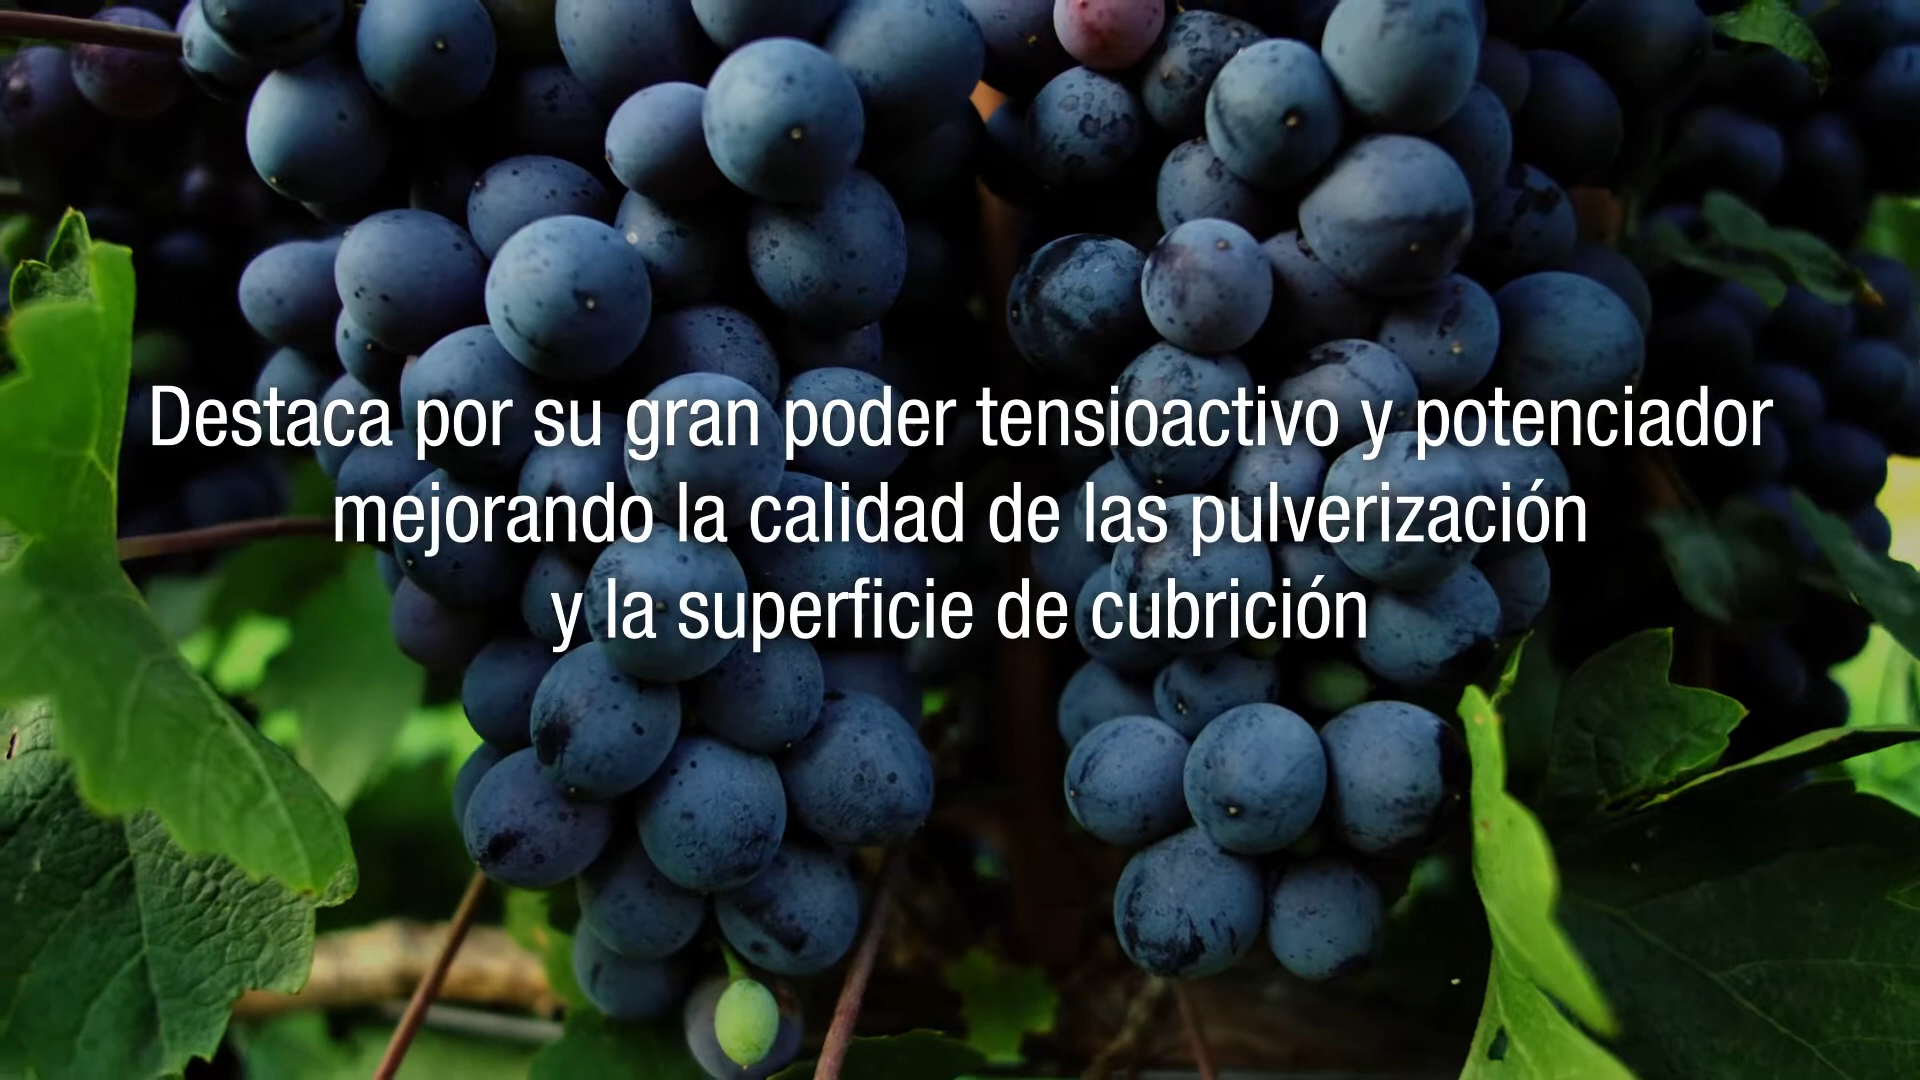 Destaca por su gran poder tensioactivo y potenciador
mejorando la calidad de las pulverización
y la superficie de cubrición